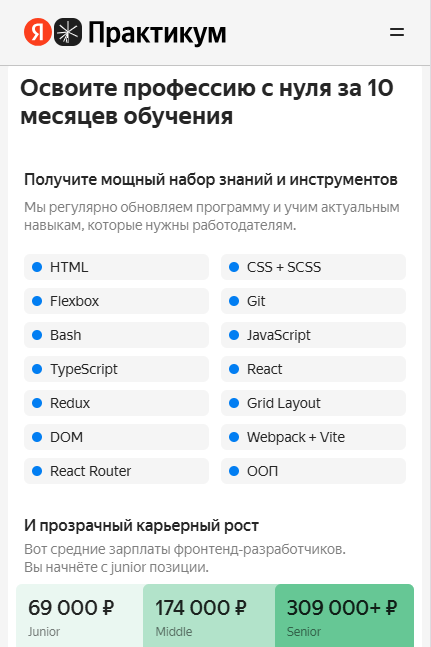 Я Практикум
Освоите профессию с нуля за 10
месяцев обучения
Получите мощный набор знаний и инструментов
Мы регулярно обновляем программу и учим актуальным
навыкам, которые нужны работодателям.
HTML
CSS + SCSS
Flexbox
Git
Bash
JavaScript
TypeScript
React
Redux
Grid Layout
DOM
Webpack + Vite
React Router
ООП
И прозрачный карьерный рост
Вот средние зарплаты фронтенд-разработчиков.
Вы начнёте с junior позиции.
69 000 ₽
174 000 ₽
309 000+ ₽
Junior
Middle
Senior